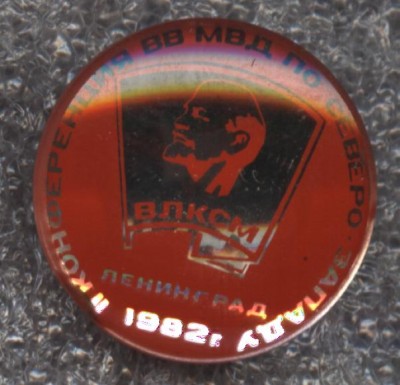 II КОНФЕРЕНЦИЯ ВВ МВД ПО СЕВЕРО-ЗАПАДУ
ВЛКСМ
ЛЕНИНГРАД
1982г.